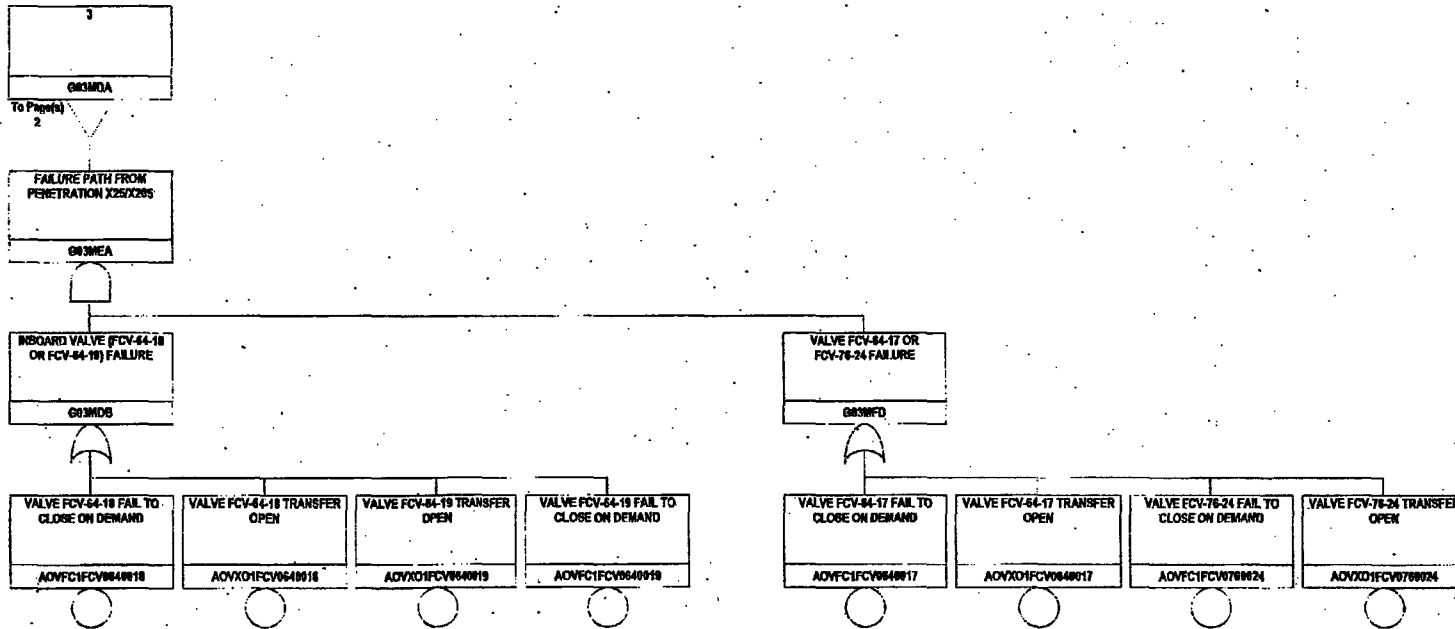 3
G03MDA
To Page(s)
2
FAILURE PATH FROM
PENETRATION X25/X205
G03MEA
INBOARD VALVE (FCV-64-18
OR FCV-64-19) FAILURE
G03MDB
VALVE FCV-64-17 OR
FCV-76-24 FAILURE
G03MFD
VALVE FCV-64-18 FAIL TO
CLOSE ON DEMAND
AOVFC1FCV0640018
VALVE FCV-64-18 TRANSFER
OPEN
AOVXO1FCV0640018
VALVE FCV-64-19 TRANSFER
OPEN
AOVXO1FCV0640019
VALVE FCV-64-19 FAIL TO
CLOSE ON DEMAND
AOVFC1FCV0640019
VALVE FCV-64-17 FAIL TO
CLOSE ON DEMAND
AOVFC1FCV0640017
VALVE FCV-64-17 TRANSFER
OPEN
AOVXO1FCV0640017
VALVE FCV-76-24 FAIL TO
CLOSE ON DEMAND
AOVFC1FCV0760024
VALVE FCV-76-24 TRANSFER
OPEN
AOVXO1FCV0760024